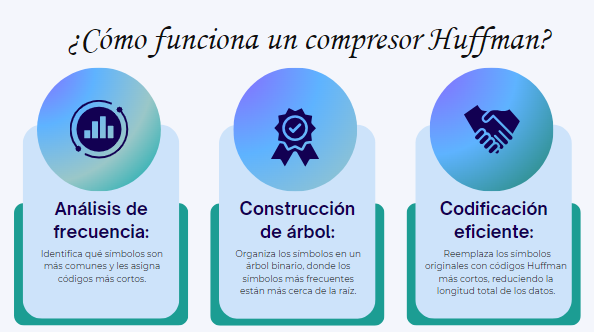 ¿Cómo funciona un compresor Huffman?
Análisis de
frecuencia:
Identifica qué símbolos son
más comunes y les asigna
códigos más cortos.
Construcción
de árbol:
Organiza los símbolos en un
árbol binario, donde los
símbolos más frecuentes
están más cerca de la raíz.
Codificación
eficiente:
Reemplaza los símbolos
originales con códigos Huffman
más cortos, reduciendo la
longitud total de los datos.